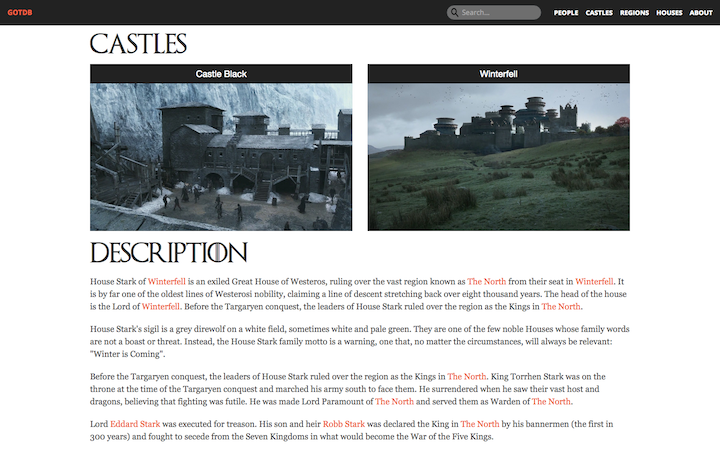 GOTDB Search... PEOPLE CASTLES REGIONS HOUSES ABOUT
CASTLES
Castle Black Winterfell
DESCRIPTION
House Stark of Winterfell is an exiled Great House of Westeros, ruling over the vast region known as The North from their seat in Winterfell. It
is by far one of the oldest lines of Westerosi nobility, claiming a line of descent stretching back over eight thousand years. The head of the house
is the Lord of Winterfell. Before the Targaryen conquest, the leaders of House Stark ruled over the region as the Kings in The North.
House Stark's sigil is a grey direwolf on a white field, sometimes white and pale green. They are one of the few noble Houses whose family words
are not a boast or threat. Instead, the House Stark family motto is a warning, one that, no matter the circumstances, will always be relevant:
"Winter is Coming".
Before the Targaryen conquest, the leaders of House Stark ruled over the region as the Kings in The North. King Torrhen Stark was on the
throne at the time of the Targaryen conquest and marched his army south to face them. He surrendered when he saw their vast host and
dragons, believing that fighting was futile. He was made Lord Paramount of The North and served them as Warden of The North.
Lord Eddard Stark was executed for treason. His son and heir Robb Stark was declared the King in The North by his bannermen (the first in
300 years) and fought to secede from the Seven Kingdoms in what would become the War of the Five Kings.